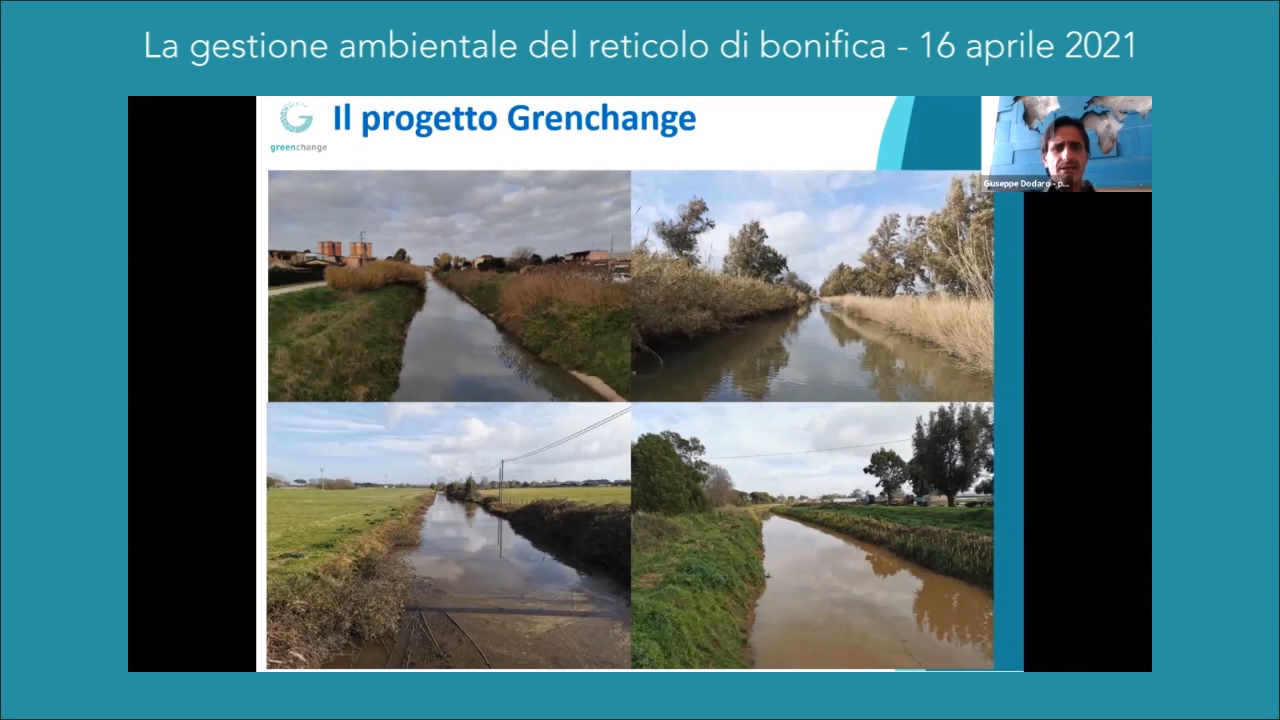 La gestione ambientale del reticolo di bonifica - 16 aprile 2021
Il progetto Grenchange
greenchange
Giuseppe Dodaro - p...